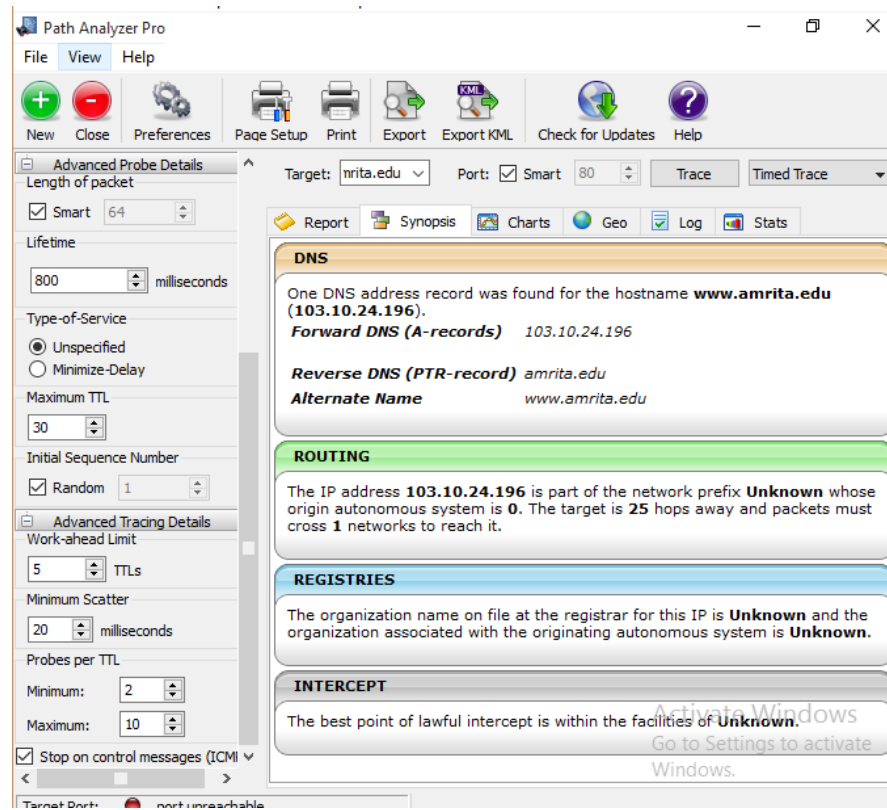 Path Analyzer Pro
File View Help
New Close Preferences Page Setup Print Export Export KML Check for Updates Help
KML
Advanced Probe Details
Length of packet
Smart 64
Lifetime
800 milliseconds
Type-of-Service
Unspecified
Minimize-Delay
Maximum TTL
30
Initial Sequence Number
Random 1
Advanced Tracing Details
Work-ahead Limit
5 TTLs
Minimum Scatter
20 milliseconds
Probes per TTL
Minimum: 2
Maximum: 10
Stop on control messages (ICMI
Target: nrita.edu Port: Smart 80 Trace Timed Trace
Report Synopsis Charts Geo Log Stats
DNS
One DNS address record was found for the hostname www.amrita.edu
(103.10.24.196).
Forward DNS (A-records) 103.10.24.196
Reverse DNS (PTR-record) amrita.edu
Alternate Name www.amrita.edu
ROUTING
The IP address 103.10.24.196 is part of the network prefix Unknown whose
origin autonomous system is 0. The target is 25 hops away and packets must
cross 1 networks to reach it.
REGISTRIES
The organization name on file at the registrar for this IP is Unknown and the
organization associated with the originating autonomous system is Unknown.
INTERCEPT
The best point of lawful intercept is within the facilities of Unknown.
Activate Windows
Go to Settings to activate
Windows.
Target Port: port unreachable